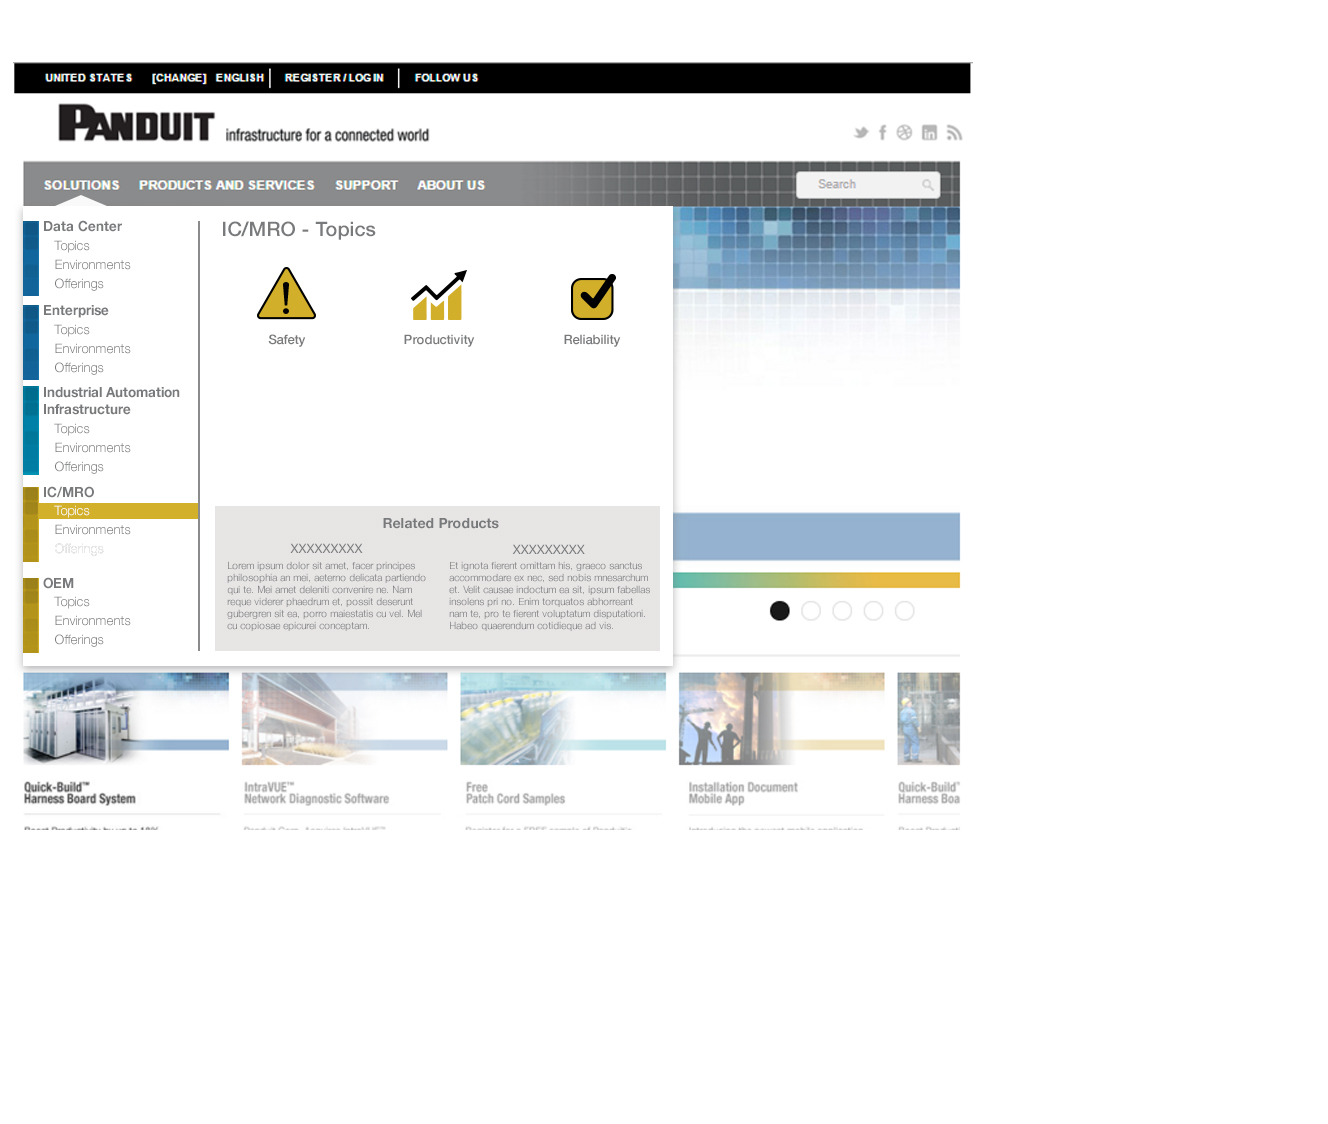 UNITED STATES [CHANGE] ENGLISH REGISTER / LOG IN FOLLOW US
PANDUIT infrastructure for a connected world
SOLUTIONS PRODUCTS AND SERVICES SUPPORT ABOUT US Search
Data Center
Topics
Environments
Offerings
Enterprise
Topics
Environments
Offerings
Industrial Automation
Infrastructure
Topics
Environments
Offerings
IC/MRO
Topics
Environments
Offerings
OEM
Topics
Environments
Offerings
IC/MRO - Topics
Safety Productivity Reliability
Related Products
XXXXXXXXX
Lorem ipsum dolor sit amet, facer principes
philosophia an mei, aeterno delicata partiendo
qui te. Mei amet deleniti convenire ne. Nam
reque viderer phaedrum et, possit deserunt
gubergren sit ea, porro maiestatis cu vel. Mel
cu copiosae epicurei conceptam.
XXXXXXXXX
Et ignota fierent omittam his, graeco sanctus
accommodare ex nec, sed nobis mnesarchum
et. Velit causae indoctum ea sit, ipsum fabellas
insolens pri no. Enim torquatos abhorreant
nam te, pro te fierent voluptatum disputationi.
Habeo quaerendum cotidieque ad vis.
Quick-Build™
Harness Board System
IntraVUE™
Network Diagnostic Software
Free
Patch Cord Samples
Installation Document
Mobile App
Quick-Build™
Harness Boa